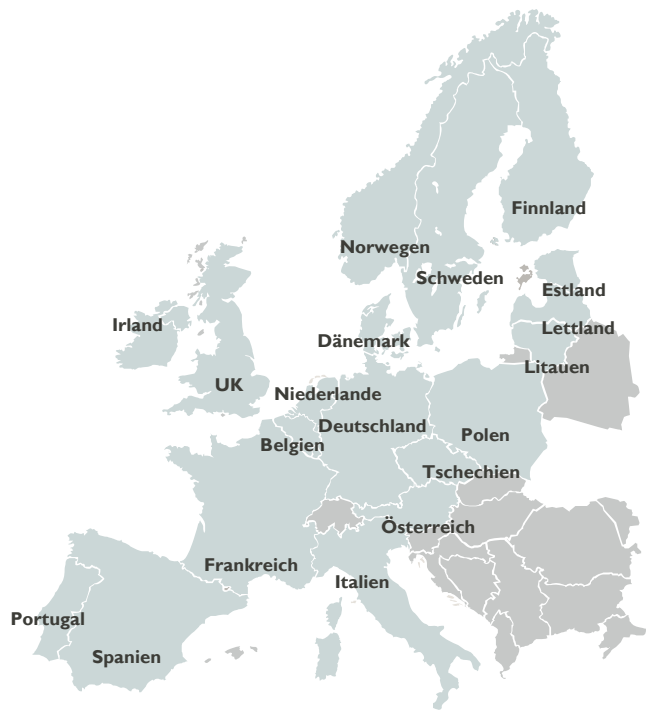 Finnland
Norwegen
Schweden
Estland
Irland
Lettland
Dänemark
Litauen
UK
Niederlande
Deutschland
Polen
Belgien
Tschechien
Österreich
Frankreich
Italien
Portugal
Spanien